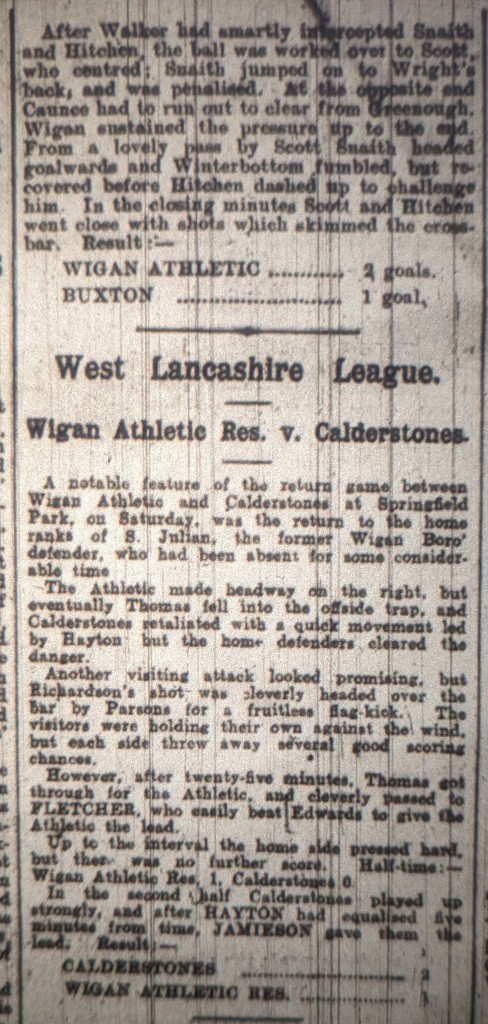 After Walker had smartly intercepted Snaith
and Hitchen, the ball was worked over to Scott,
who centred; Snaith jumped on to Wright's
back, and was penalised. At the opposite end
Caunce had to run out to clear from Greenough.
Wigan sustained the pressure up to the end.
From a lovely pass by Scott Snaith headed
goalwards and Winterbottom fumbled, but re-
covered before Hitchen dashed up to challenge
him. In the closing minutes Scott and Hitchen
went close with shots which skimmed the cross-
bar. Result:—
WIGAN ATHLETIC ........... 2 goals.
BUXTON ........................ 1 goal,
West Lancashire League.
Wigan Athletic Res. v. Calderstones.
A notable feature of the return game between
Wigan Athletic and Calderstones at Springfield
Park, on Saturday, was the return to the home
ranks of S. Julian, the former Wigan Boro'
defender, who had been absent for some consider-
able time
The Athletic made headway on the right, but
eventually Thomas fell into the offside trap, and
Calderstones retaliated with a quick movement led
by Hayton but the home defenders cleared the
danger.
Another visiting attack looked promising, but
Richardson's shot was cleverly headed over the
bar by Parsons for a fruitless flag-kick. The
visitors were holding their own against the wind,
but each side threw away several good scoring
chances.
However, after twenty-five minutes, Thomas got
through for the Athletic, and cleverly passed to
FLETCHER, who easily beat Edwards to give the
Athletic the lead.
Up to the interval the home side pressed hard,
but there was no further score. Half-time:—
Wigan Athletic Res. 1, Calderstones 0
In the second half Calderstones played up
strongly, and after HAYTON had equalised five
minutes from time, JAMIESON gave them the
lead. Result:—
CALDERSTONES ........................ 2
WIGAN ATHLETIC RES. ............... 1